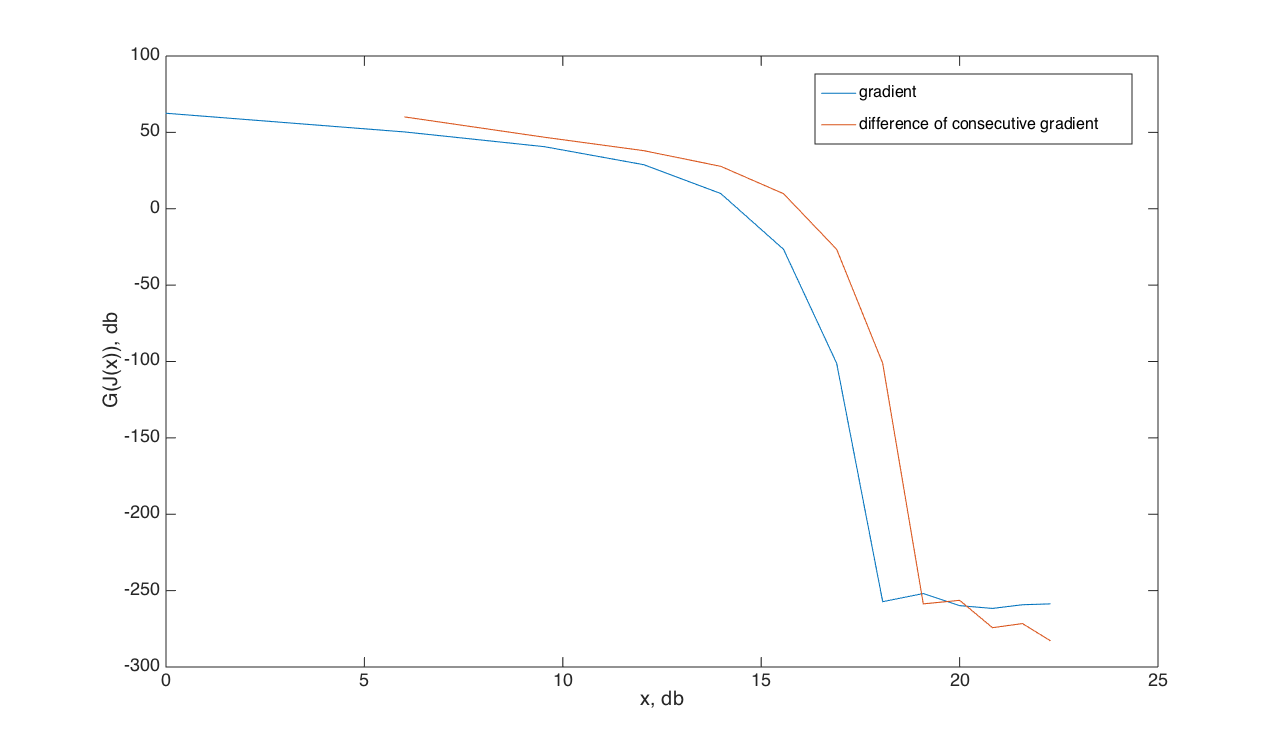 100
50
0
-50
-100
-150
-200
-250
-300
G(J(x)), db
gradient
difference of consecutive gradient
0 5 10 15 20 25
x, db